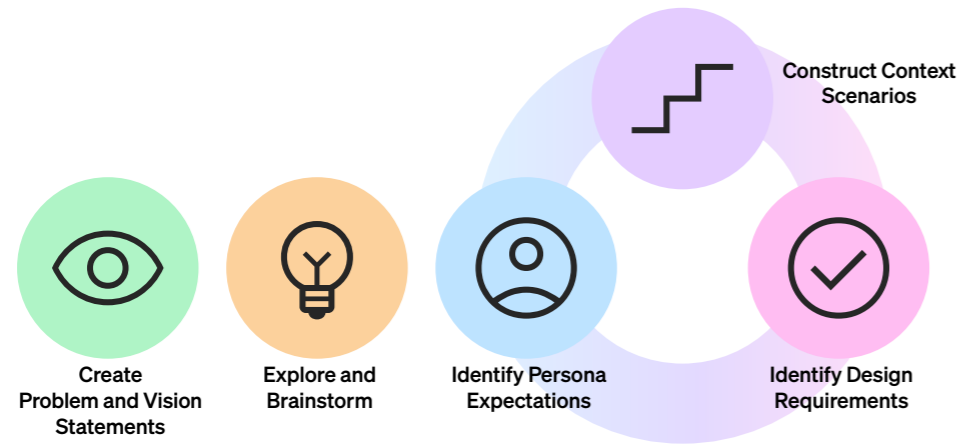 Construct Context
Scenarios
Create
Problem and Vision
Statements
Explore and
Brainstorm
Identify Persona
Expectations
Identify Design
Requirements